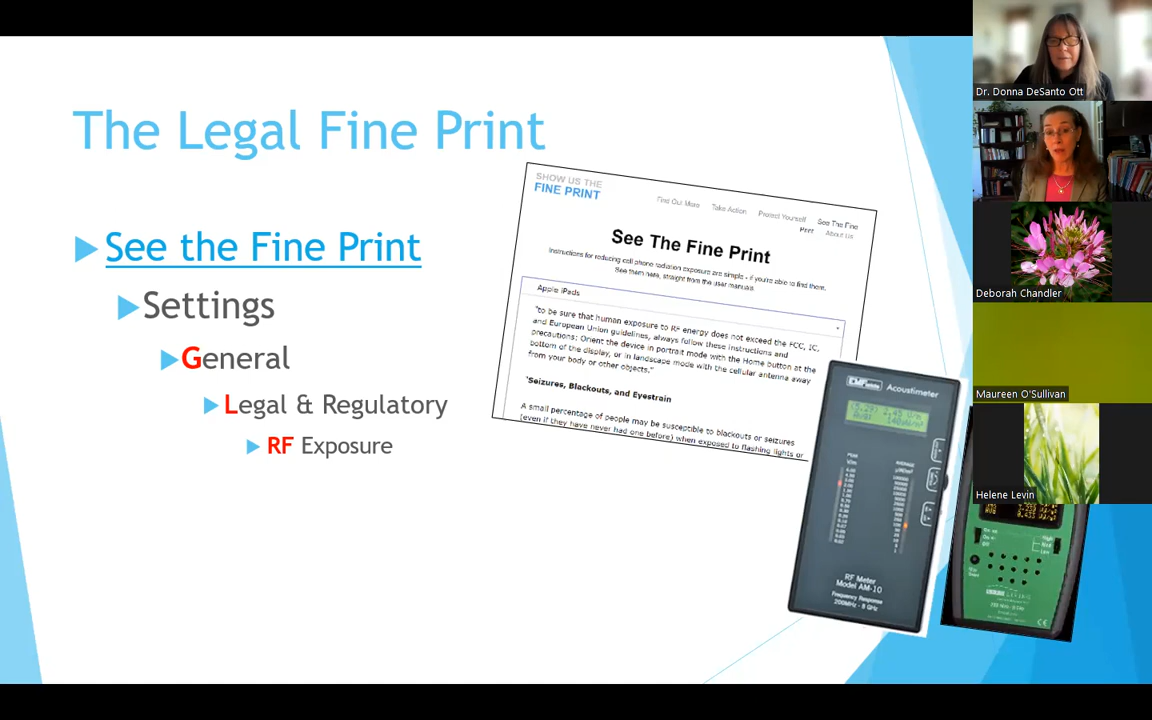 The Legal Fine Print
See the Fine Print
Settings
General
Legal & Regulatory
RF Exposure
SHOW US THE
FINE PRINT
Find Out More
Take Action
Protect Yourself
See The Fine
Print
About Us
See The Fine Print
Instructions for reducing cell phone radiation exposure are simple - if you're able to find them.
See them here, straight from the user manuals.
Apple iPads
"to be sure that human exposure to RF energy does not exceed the FCC, IC,
and European Union guidelines, always follow these instructions and
precautions: Orient the device in portrait mode with the Home button at the
bottom of the display, or in landscape mode with the cellular antenna away
from your body or other objects."
"Seizures, Blackouts, and Eyestrain
A small percentage of people may be susceptible to blackouts or seizures
(even if they have never had one before) when exposed to flashing lights or
Acoustimeter
PEAK
V/m
AVERAGE
RF Meter
Model AM-10
Frequency Response
200MHz - 8 GHz
Dr. Donna DeSanto Ott
Deborah Chandler
Maureen O'Sullivan
Helene Levin